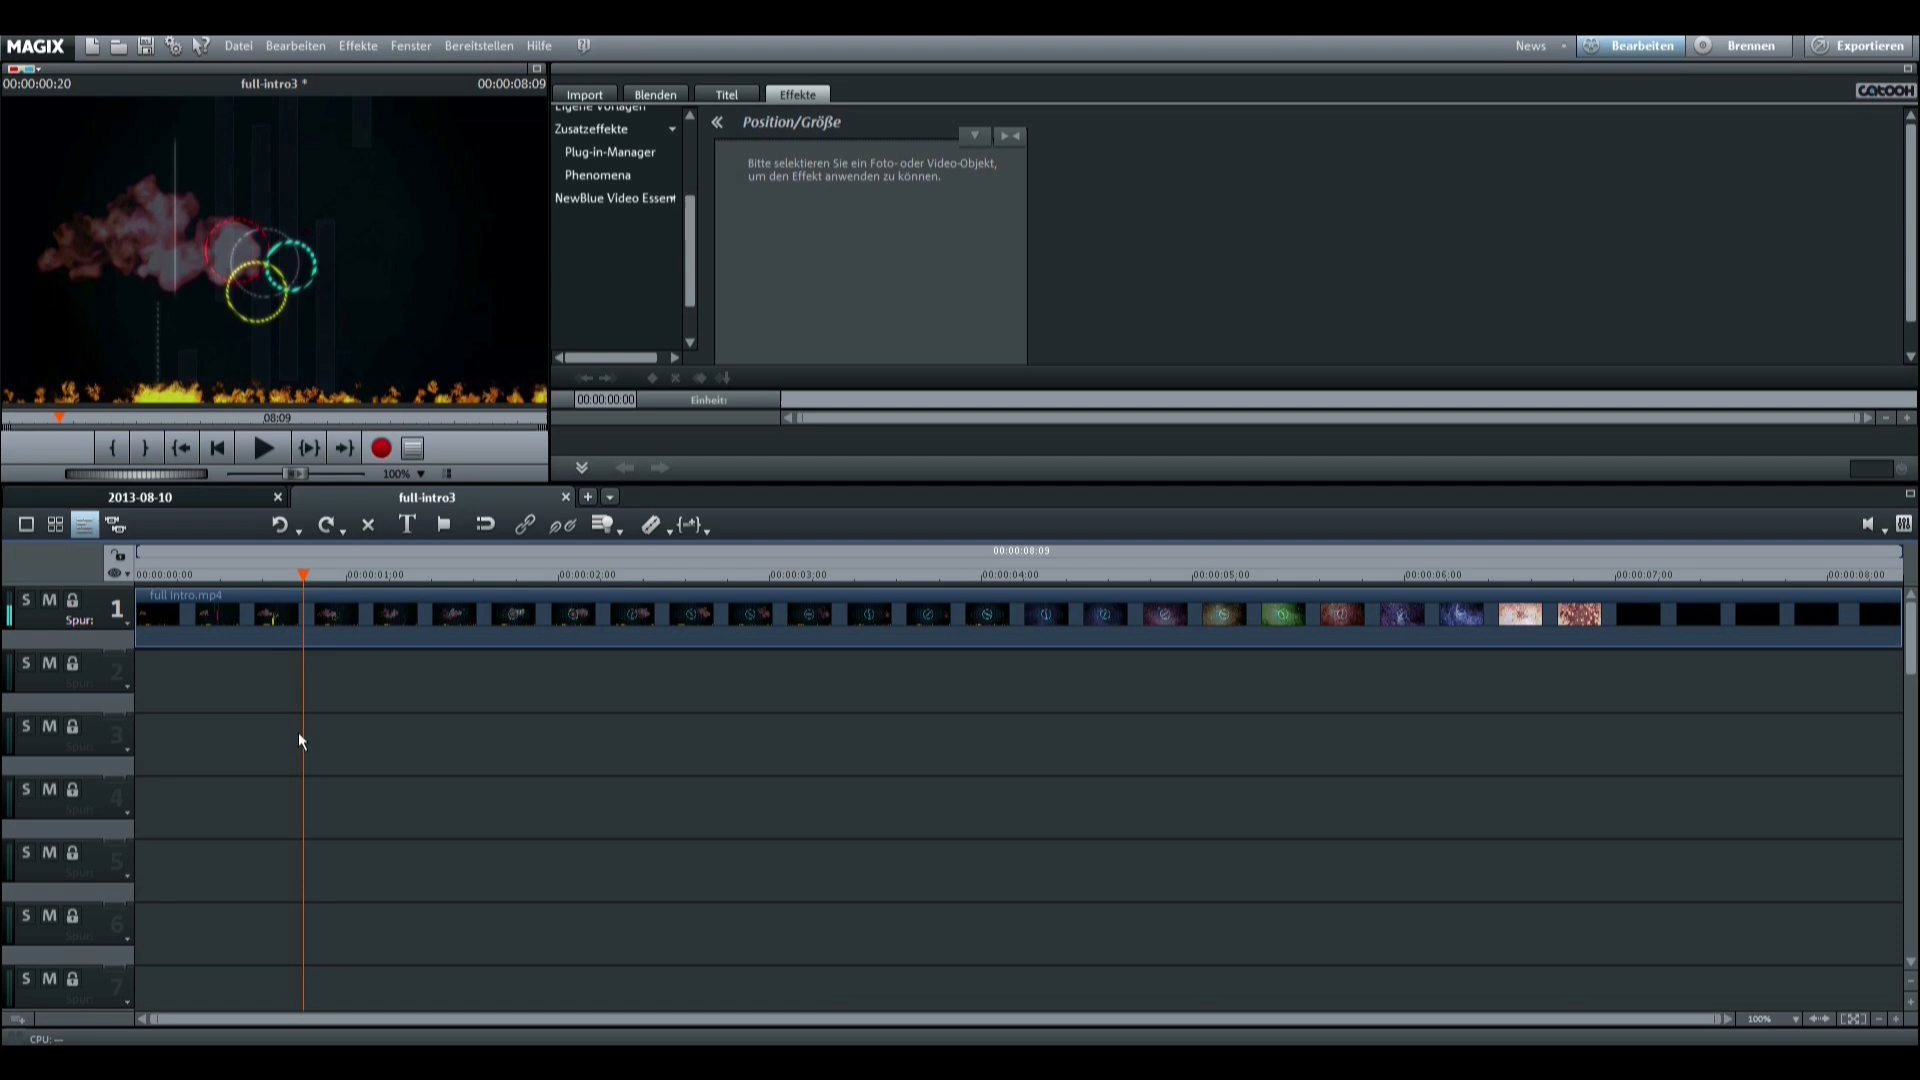 MAGIX Datei Bearbeiten Effekte Fenster Bereitstellen Hilfe News Bearbeiten Brennen Exportieren
00:00:00:20 full-intro3 * 00:00:08:09
Import Blenden Titel Effekte catooh
Eigene Vorlagen
Zusatzeffekte
Plug-in-Manager
Phenomena
NewBlue Video Essen
Position/Größe
Bitte selektieren Sie ein Foto- oder Video-Objekt,
um den Effekt anwenden zu können.
00:00:00:00 Einheit:
08:09
100%
2013-08-10 full-intro3
00:00:08:09
00:00:00:00 00:00:01:00 00:00:02:00 00:00:03:00 00:00:04:00 00:00:05:00 00:00:06:00 00:00:07:00 00:00:08:00
full intro.mp4
S M 1
Spur:
S M 2
Spur:
S M 3
Spur:
S M 4
Spur:
S M 5
Spur:
S M 6
Spur:
S M 7
Spur:
100%
CPU: —